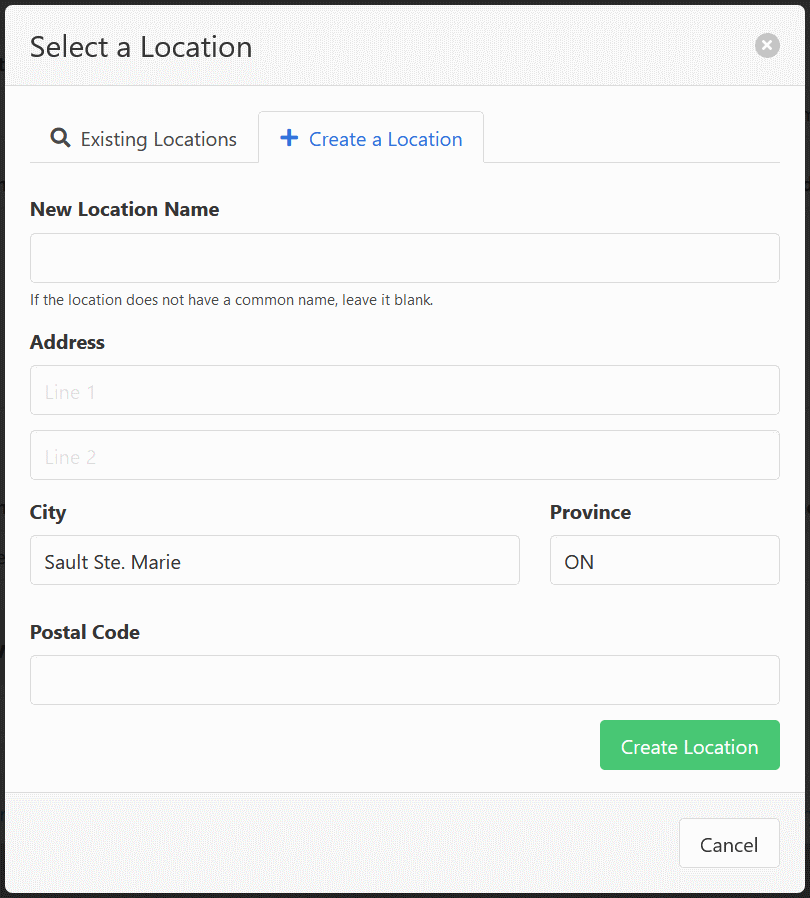 Select a Location
Existing Locations
Create a Location
New Location Name
If the location does not have a common name, leave it blank.
Address
Line 1
Line 2
City
Province
Sault Ste. Marie
ON
Postal Code
Create Location
Cancel